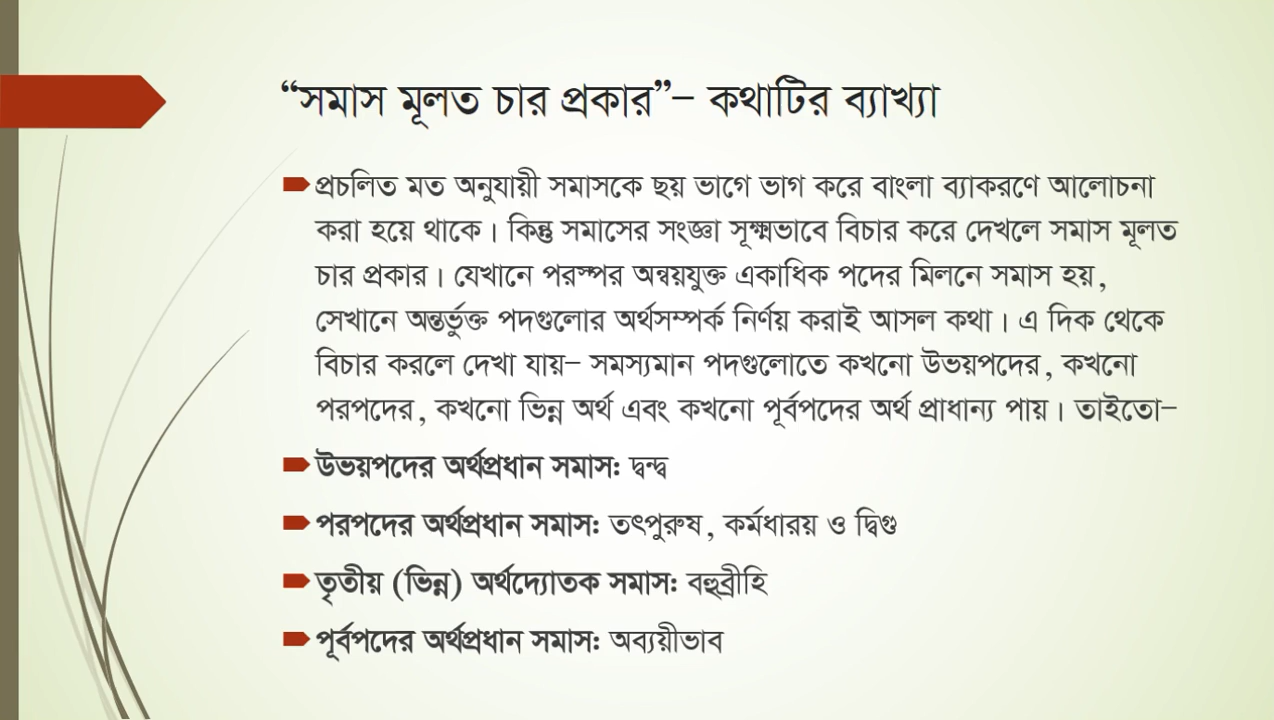 “সমাস মূলত চার প্রকার”– কথাটির ব্যাখ্যা
প্রচলিত মত অনুযায়ী সমাসকে ছয় ভাগে ভাগ করে বাংলা ব্যাকরণে আলোচনা
করা হয়ে থাকে। কিন্তু সমাসের সংজ্ঞা সূক্ষ্মভাবে বিচার করে দেখলে সমাস মূলত
চার প্রকার। যেখানে পরস্পর অন্বয়যুক্ত একাধিক পদের মিলনে সমাস হয়,
সেখানে অন্তর্ভুক্ত পদগুলোর অর্থসম্পর্ক নির্ণয় করাই আসল কথা। এ দিক থেকে
বিচার করলে দেখা যায়– সমস্যমান পদগুলোতে কখনো উভয়পদের, কখনো
পরপদের, কখনো ভিন্ন অর্থ এবং কখনো পূর্বপদের অর্থ প্রাধান্য পায়। তাইতো–
উভয়পদের অর্থপ্রধান সমাস: দ্বন্দ্ব
পরপদের অর্থপ্রধান সমাস: তৎপুরুষ, কর্মধারয় ও দ্বিগু
তৃতীয় (ভিন্ন) অর্থদ্যোতক সমাস: বহুব্রীহি
পূর্বপদের অর্থপ্রধান সমাস: অব্যয়ীভাব